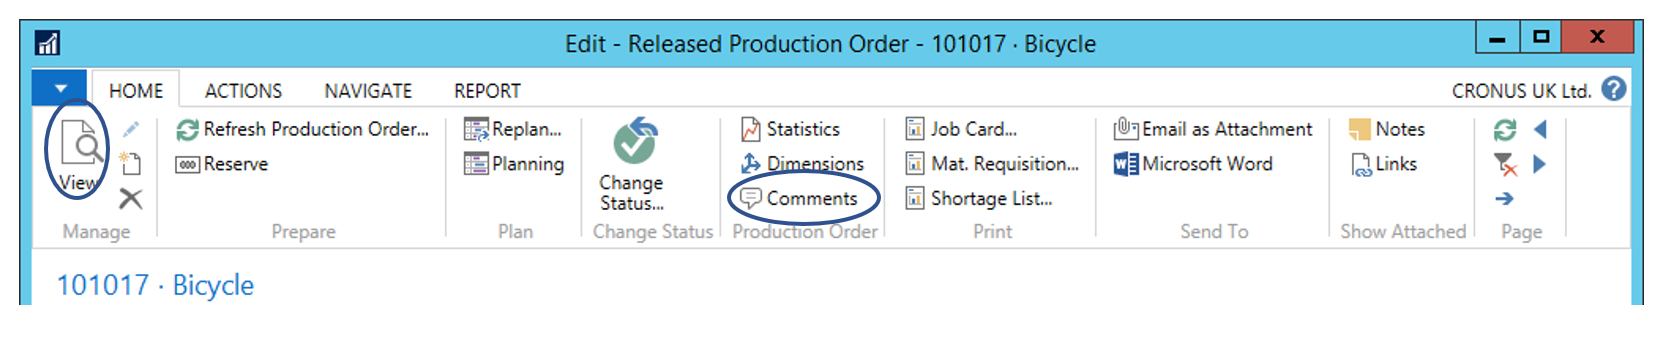 Edit - Released Production Order - 101017 · Bicycle
HOME ACTIONS NAVIGATE REPORT CRONUS UK Ltd. ?
View
Manage
Refresh Production Order...
Reserve
Prepare
Replan...
Planning
Plan
Change
Status...
Change Status
Statistics
Dimensions
Comments
Production Order
Job Card...
Mat. Requisition...
Shortage List...
Print
Email as Attachment
Microsoft Word
Send To
Notes
Links
Show Attached
Page
101017 · Bicycle